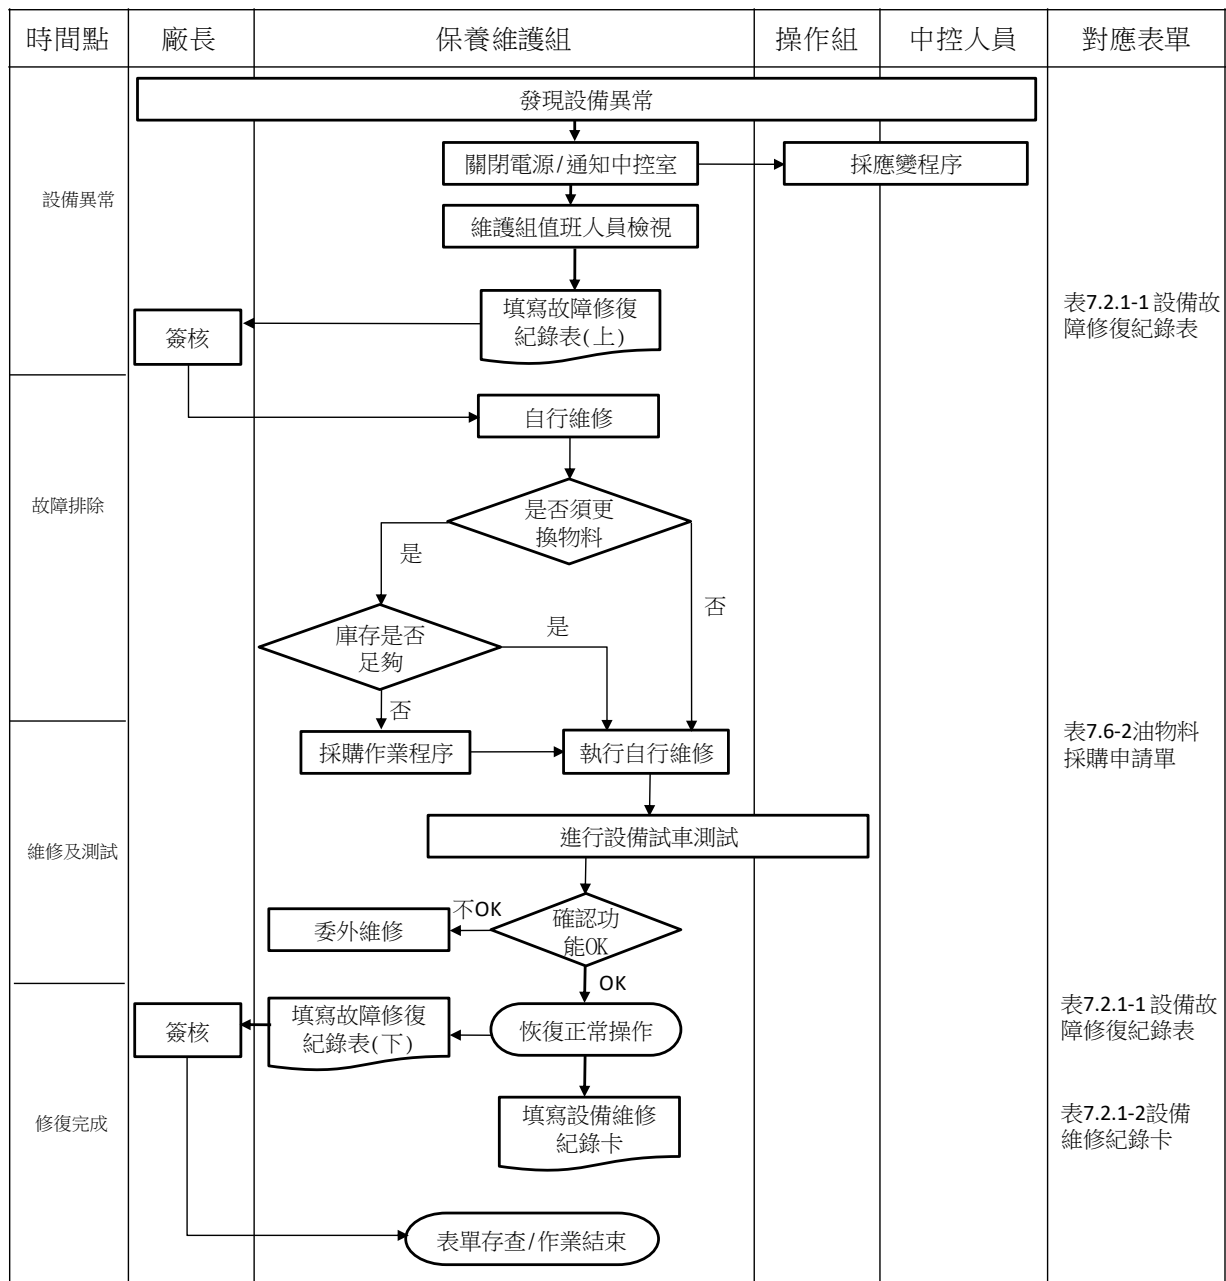 時間點
廠長
保養維護組
操作組
中控人員
對應表單
發現設備異常
關閉電源/通知中控室
採應變程序
設備異常
維護組值班人員檢視
填寫故障修復
紀錄表(上)
簽核
表7.2.1-1 設備故
障修復紀錄表
自行維修
故障排除
是否須更
換物料
是
否
庫存是否
足夠
是
否
採購作業程序
執行自行維修
表7.6-2油物料
採購申請單
進行設備試車測試
維修及測試
不OK
確認功
能OK
委外維修
OK
簽核
填寫故障修復
紀錄表(下)
恢復正常操作
表7.2.1-1 設備故
障修復紀錄表
修復完成
填寫設備維修
紀錄卡
表7.2.1-2設備
維修紀錄卡
表單存查/作業結束